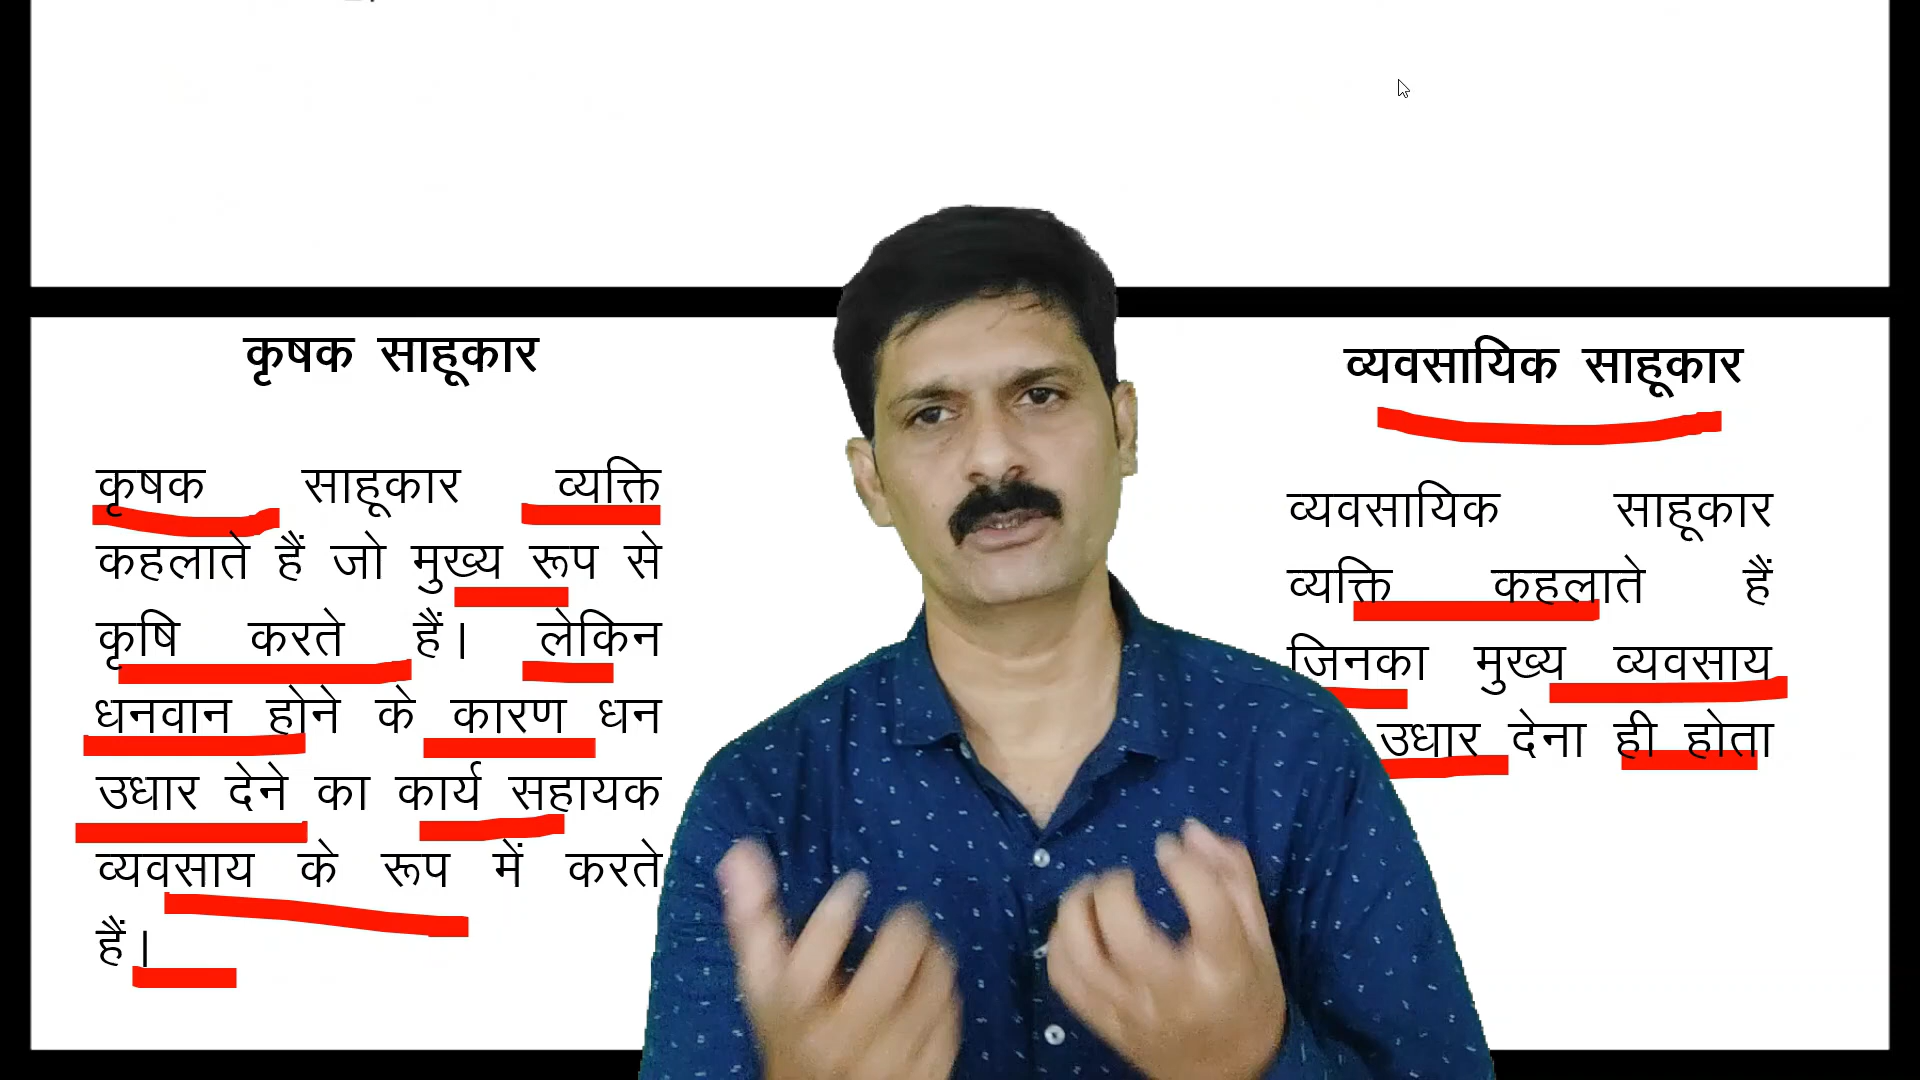 कृषक साहूकार
कृषक साहूकार व्यक्ति
कहलाते हैं जो मुख्य रूप से
कृषि करते हैं। लेकिन
धनवान होने के कारण धन
उधार देने का कार्य सहायक
व्यवसाय के रूप में करते
हैं।
व्यवसायिक साहूकार
व्यवसायिक साहूकार
व्यक्ति कहलाते हैं
जिनका मुख्य व्यवसाय
उधार देना ही होता